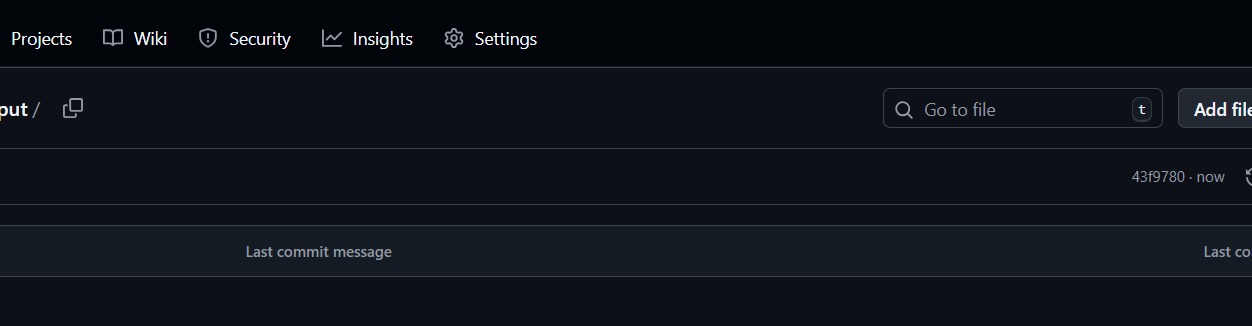 Projects Wiki Security Insights Settings
put / Go to file t Add file
43f9780 · now
Last commit message Last co